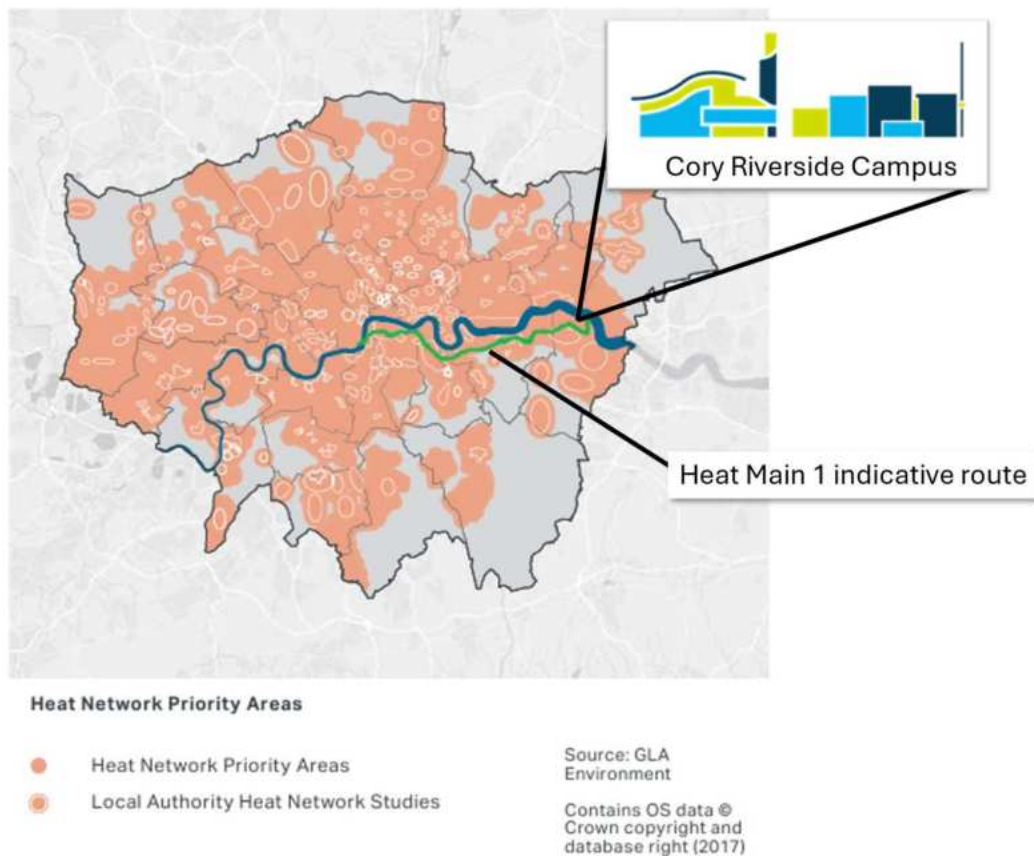 Cory Riverside Campus
Heat Main 1 indicative route
Heat Network Priority Areas
Heat Network Priority Areas
Local Authority Heat Network Studies
Source: GLA
Environment
Contains OS data ©
Crown copyright and
database right (2017)